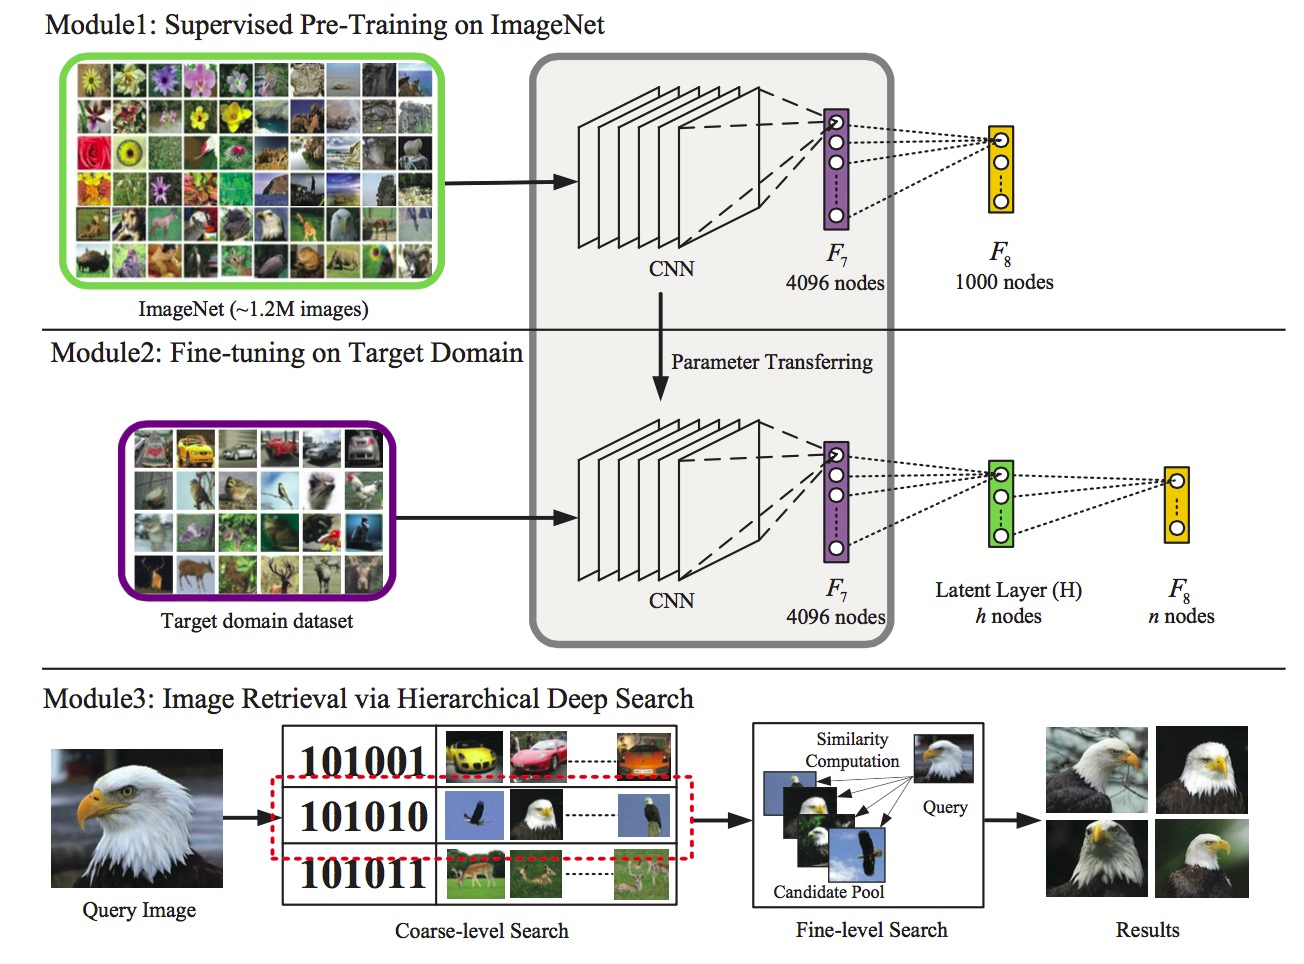 Module1: Supervised Pre-Training on ImageNet
CNN
F7
4096 nodes
F8
1000 nodes
ImageNet (~1.2M images)
Module2: Fine-tuning on Target Domain
Parameter Transferring
CNN
F7
4096 nodes
Latent Layer (H)
h nodes
F8
n nodes
Target domain dataset
Module3: Image Retrieval via Hierarchical Deep Search
101001
101010
101011
Similarity
Computation
Query
Candidate Pool
Query Image
Coarse-level Search
Fine-level Search
Results